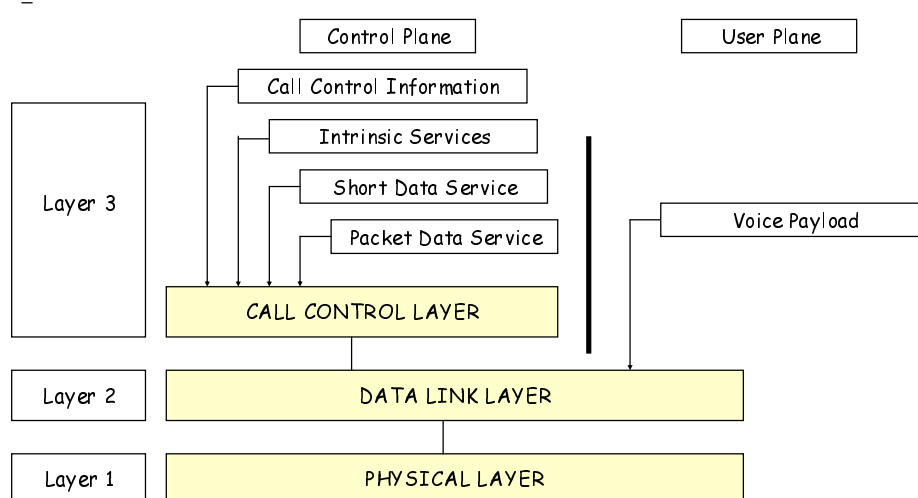 Control Plane
User Plane
Call Control Information
Intrinsic Services
Short Data Service
Packet Data Service
Layer 3
Voice Payload
CALL CONTROL LAYER
Layer 2
DATA LINK LAYER
Layer 1
PHYSICAL LAYER